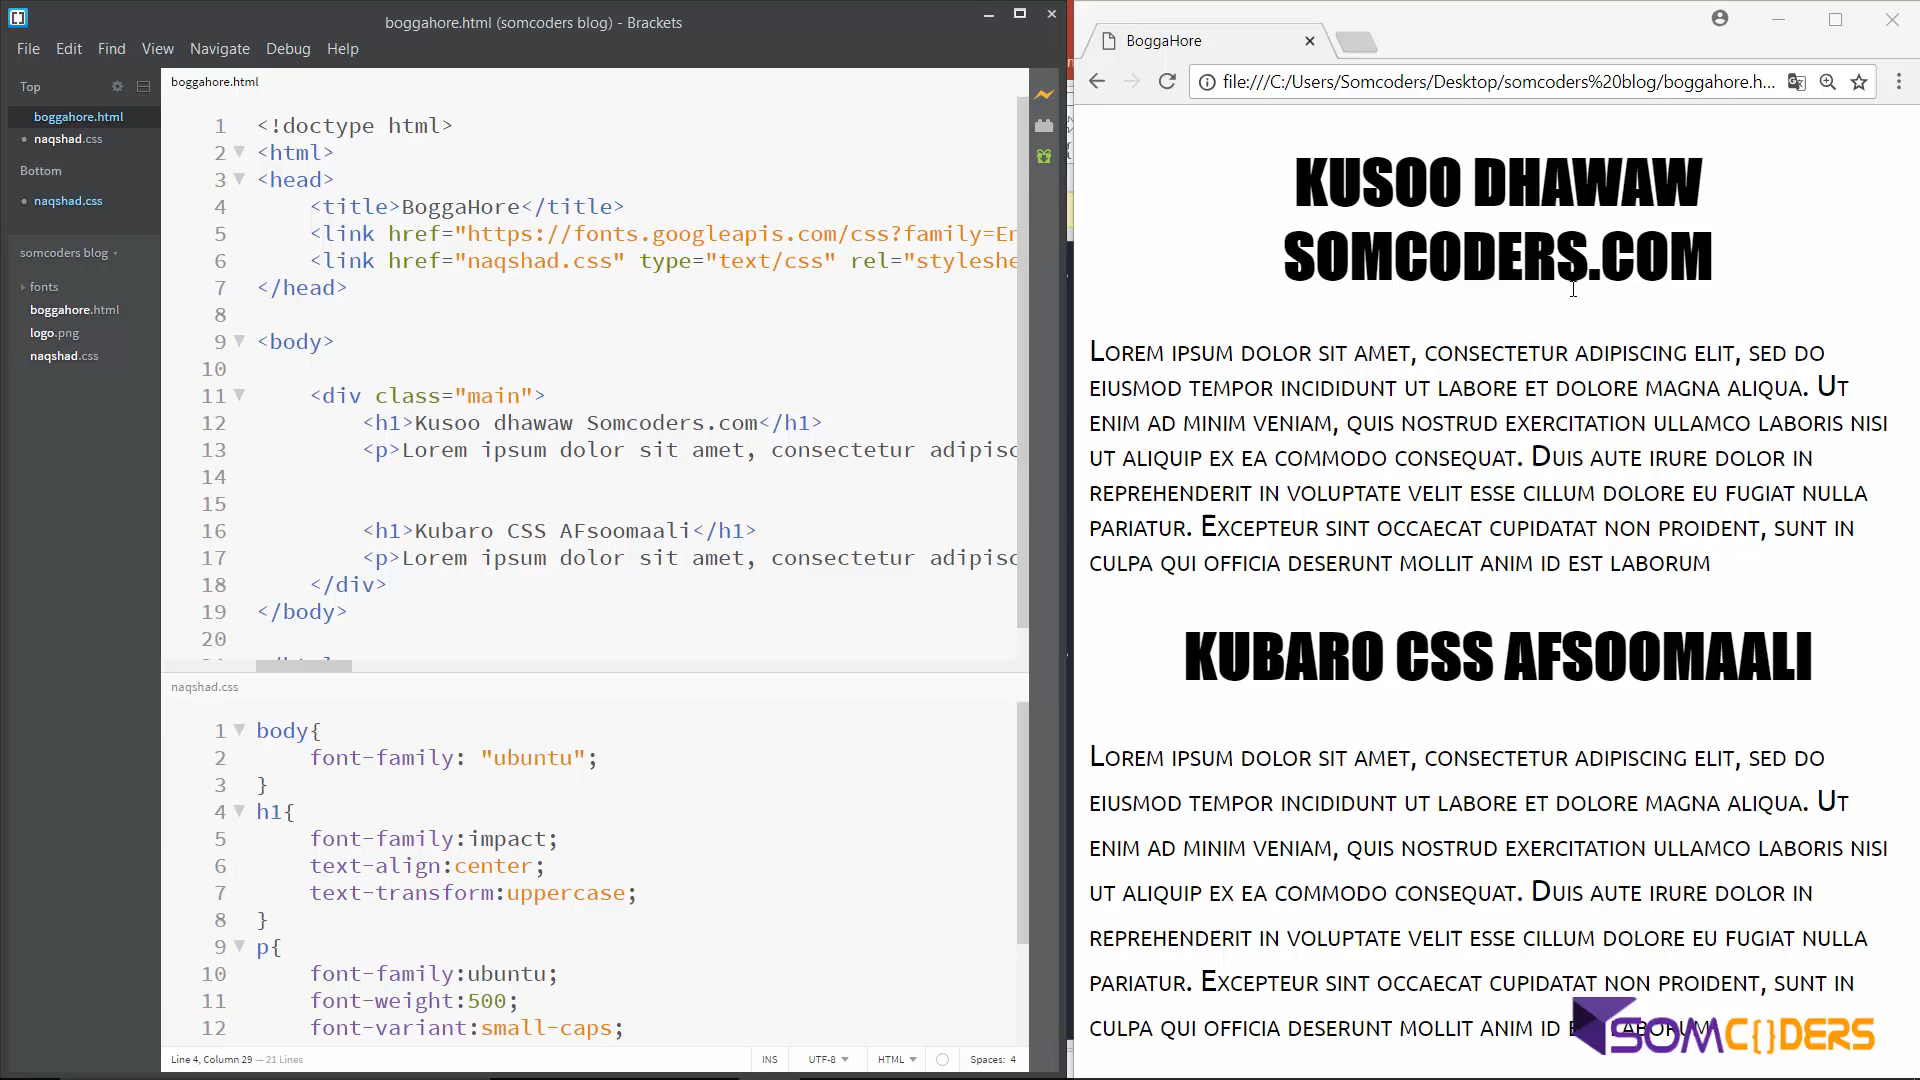 boggahore.html (somcoders blog) - Brackets
File Edit Find View Navigate Debug Help
Top
boggahore.html
naqshad.css
Bottom
naqshad.css
somcoders blog
fonts
boggahore.html
logo.png
naqshad.css
boggahore.html
1 <!doctype html>
2 <html>
3 <head>
4 <title>BoggaHore</title>
5 <link href="https://fonts.googleapis.com/css?family=En
6 <link href="naqshad.css" type="text/css" rel="styleshe
7 </head>
8
9 <body>
10
11 <div class="main">
12 <h1>Kusoo dhawaw Somcoders.com</h1>
13 <p>Lorem ipsum dolor sit amet, consectetur adipisc
14
15
16 <h1>Kubaro CSS AFsoomaali</h1>
17 <p>Lorem ipsum dolor sit amet, consectetur adipisc
18 </div>
19 </body>
20
naqshad.css
1 body{
2 font-family: "ubuntu";
3 }
4 h1{
5 font-family:impact;
6 text-align:center;
7 text-transform:uppercase;
8 }
9 p{
10 font-family:ubuntu;
11 font-weight:500;
12 font-variant:small-caps;
Line 4, Column 29 — 21 Lines
INS UTF-8 HTML Spaces: 4
BoggaHore
file:///C:/Users/Somcoders/Desktop/somcoders%20blog/boggahore.h...
KUSOO DHAWAW
SOMCODERS.COM
Lorem ipsum dolor sit amet, consectetur adipiscing elit, sed do
eiusmod tempor incididunt ut labore et dolore magna aliqua. Ut
enim ad minim veniam, quis nostrud exercitation ullamco laboris nisi
ut aliquip ex ea commodo consequat. Duis aute irure dolor in
reprehenderit in voluptate velit esse cillum dolore eu fugiat nulla
pariatur. Excepteur sint occaecat cupidatat non proident, sunt in
culpa qui officia deserunt mollit anim id est laborum
KUBARO CSS AFSOOMAALI
Lorem ipsum dolor sit amet, consectetur adipiscing elit, sed do
eiusmod tempor incididunt ut labore et dolore magna aliqua. Ut
enim ad minim veniam, quis nostrud exercitation ullamco laboris nisi
ut aliquip ex ea commodo consequat. Duis aute irure dolor in
reprehenderit in voluptate velit esse cillum dolore eu fugiat nulla
pariatur. Excepteur sint occaecat cupidatat non proident, sunt in
culpa qui officia deserunt mollit anim id
SOMC{}DERS